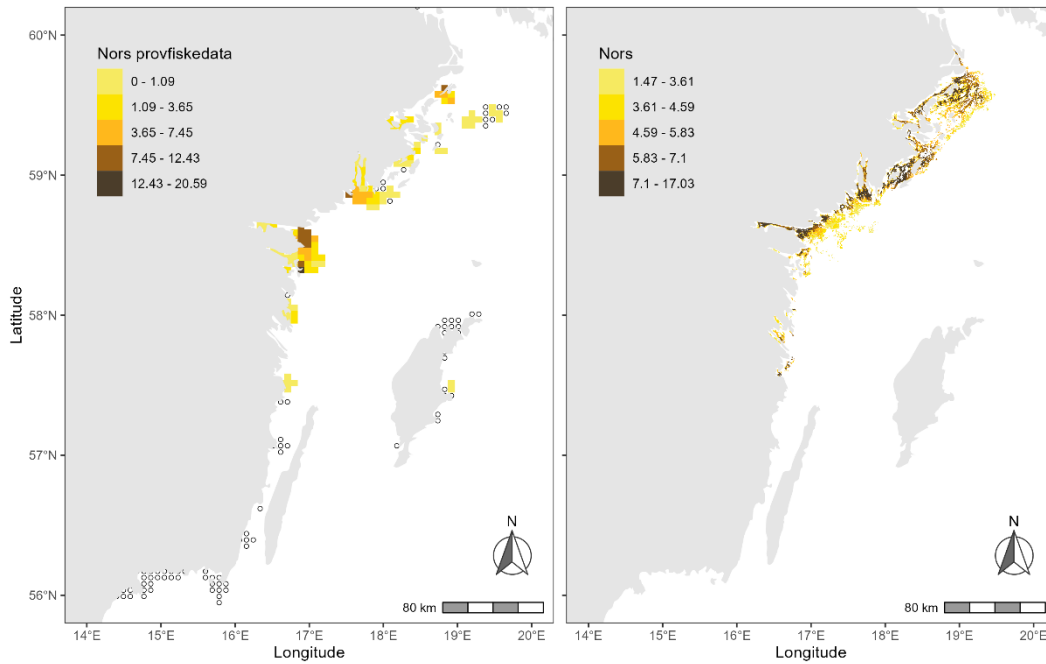 Nors provfiskedata
0 - 1.09
1.09 - 3.65
3.65 - 7.45
7.45 - 12.43
12.43 - 20.59
60°N
59°N
58°N
57°N
56°N
Latitude
N
80 km
14°E 15°E 16°E 17°E 18°E 19°E 20°E
Longitude
Nors
1.47 - 3.61
3.61 - 4.59
4.59 - 5.83
5.83 - 7.1
7.1 - 17.03
N
80 km
14°E 15°E 16°E 17°E 18°E 19°E 20°E
Longitude